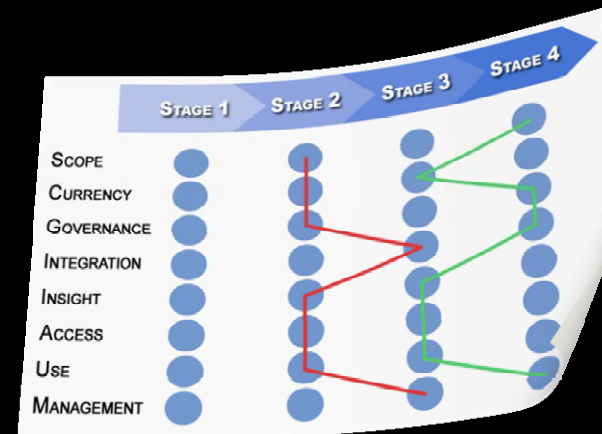 Stage 1
Stage 2
Stage 3
Stage 4
Scope
Currency
Governance
Integration
Insight
Access
Use
Management